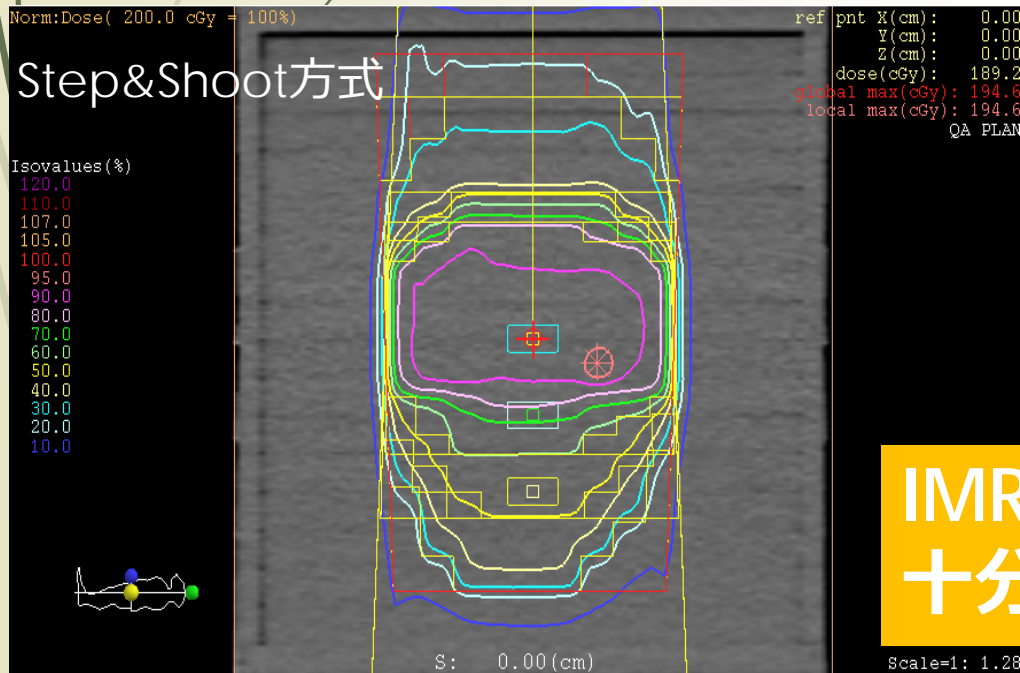 Norm:Dose( 200.0 cGy = 100%)
Step&Shoot方式
ref pnt X(cm): 0.00
Y(cm): 0.00
Z(cm): 0.00
dose(cGy): 189.2
global max(cGy): 194.6
local max(cGy): 194.6
QA PLAN
Isovalues(%)
120.0
110.0
107.0
105.0
100.0
95.0
90.0
80.0
70.0
60.0
50.0
40.0
30.0
20.0
10.0
IMR
十分
S: 0.00(cm)
Scale=1: 1.28